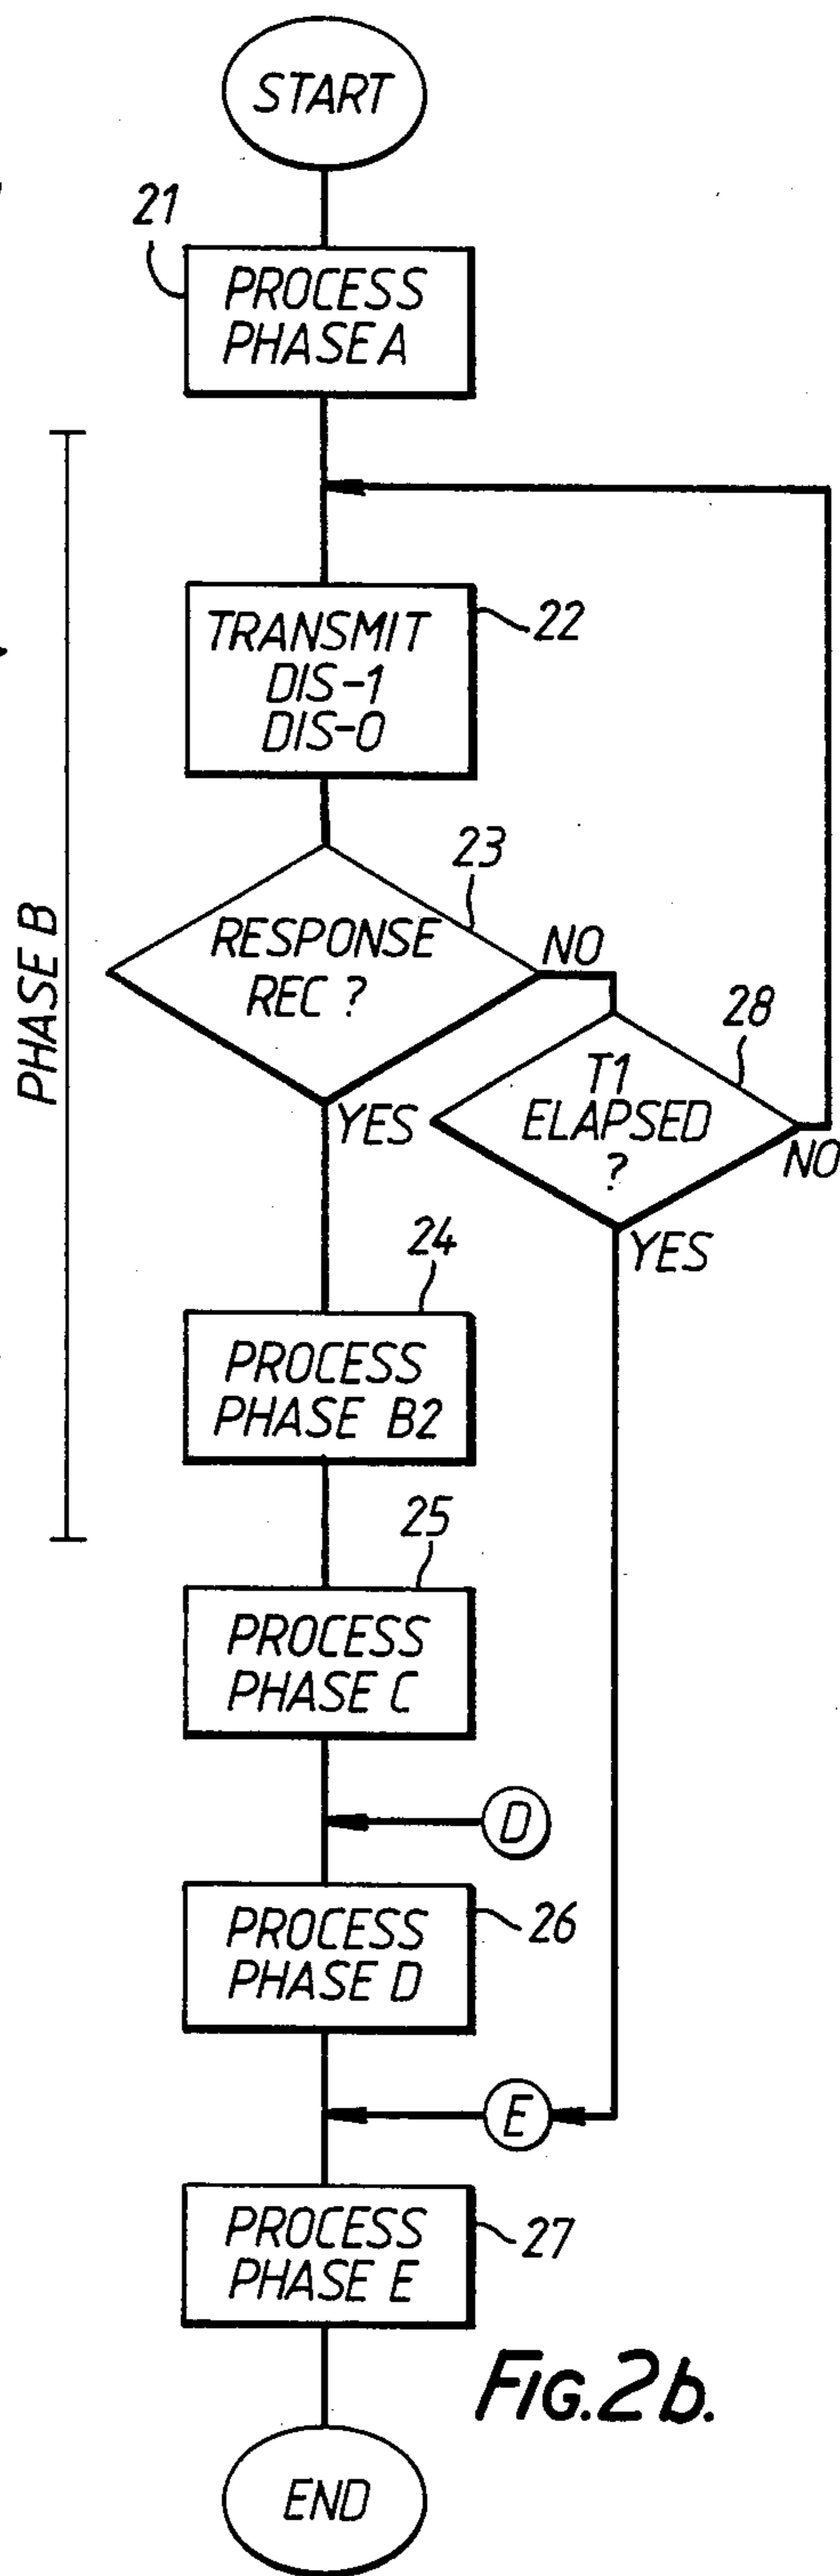 START
21
PROCESS
PHASE A
TRANSMIT
DIS-1
DIS-0
22
PHASE B
23
RESPONSE
REC ?
NO
28
T1
ELAPSED
?
NO
YES
YES
24
PROCESS
PHASE B2
25
PROCESS
PHASE C
D
PROCESS
PHASE D
26
E
PROCESS
PHASE E
27
FIG. 2b.
END